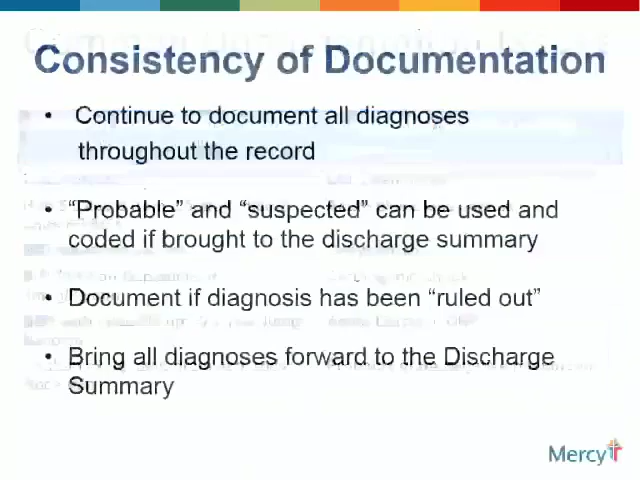 Consistency of Documentation
• Continue to document all diagnoses
throughout the record
• “Probable” and “suspected” can be used and
coded if brought to the discharge summary
• Document if diagnosis has been “ruled out”
• Bring all diagnoses forward to the Discharge
Summary
Mercy